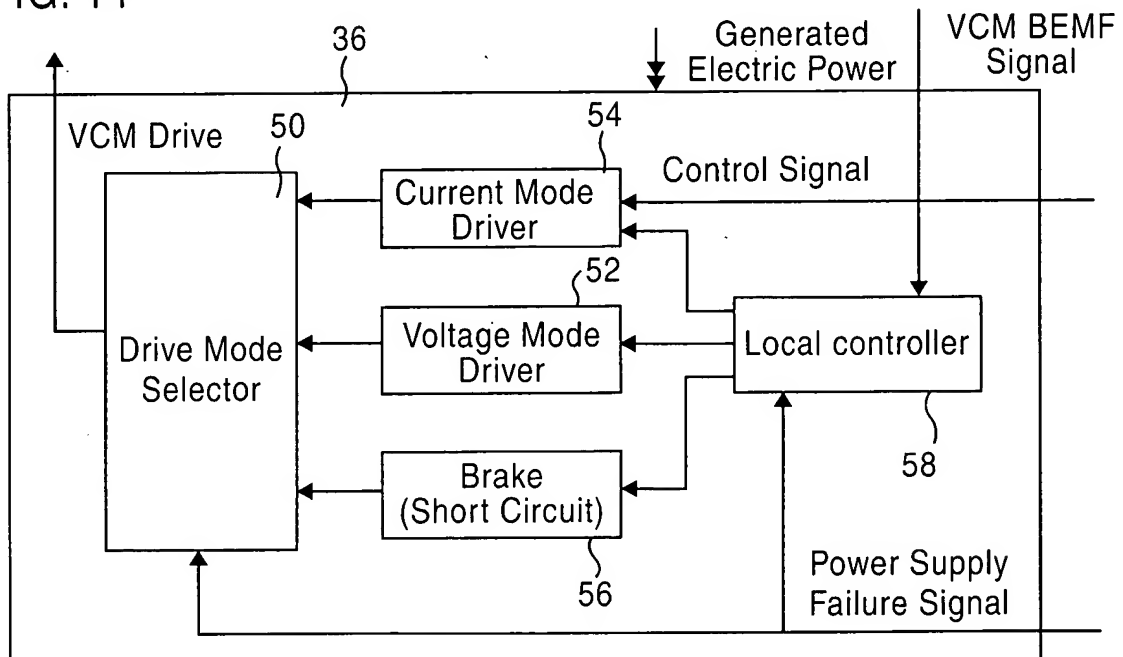 36
Generated
Electric Power
VCM BEMF
Signal
VCM Drive
50
54
Control Signal
Current Mode
Driver
52
Voltage Mode
Driver
Local controller
Drive Mode
Selector
58
Brake
(Short Circuit)
56
Power Supply
Failure Signal